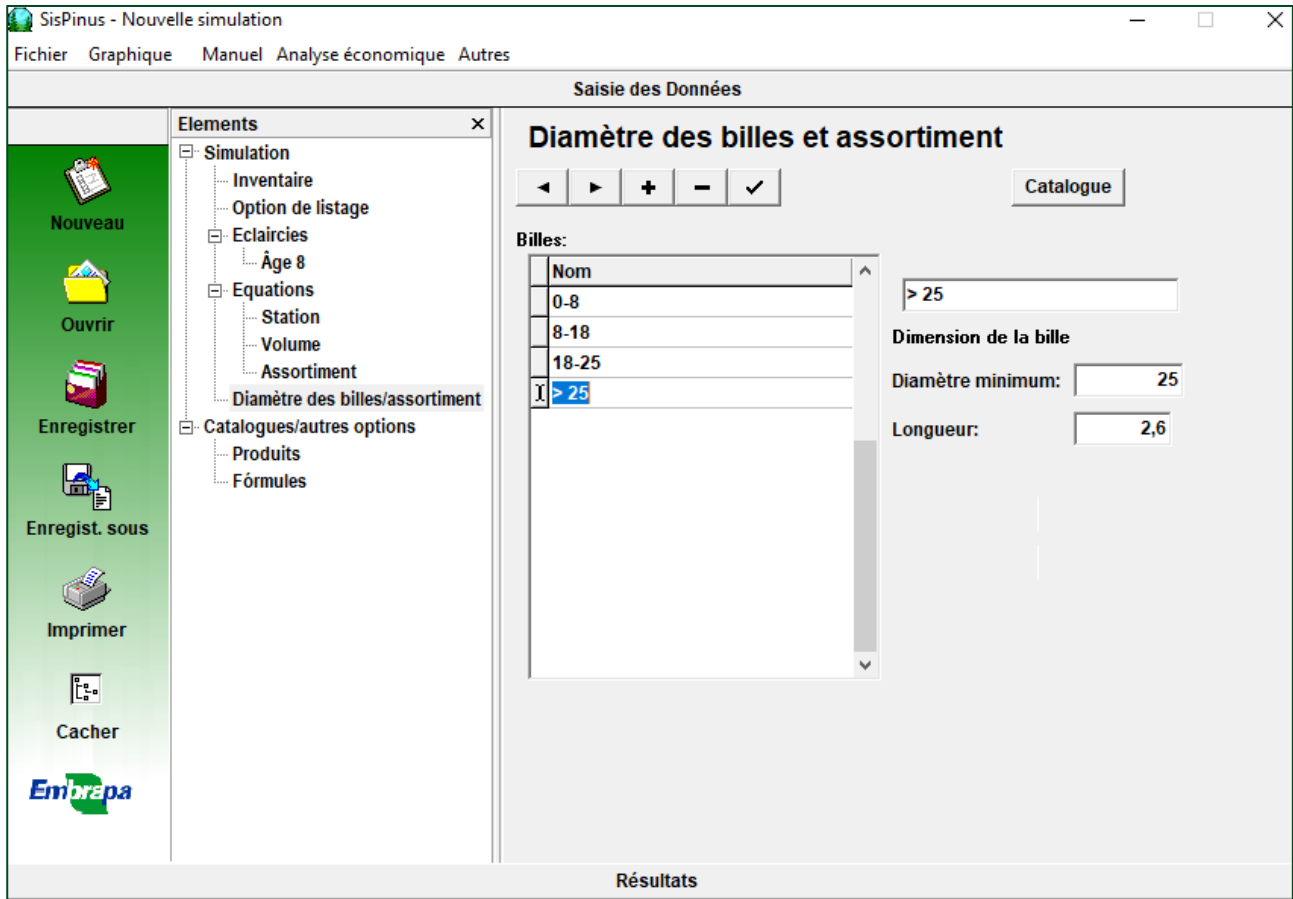 SisPinus - Nouvelle simulation
Fichier Graphique Manuel Analyse économique Autres
Saisie des Données
Nouveau
Ouvrir
Enregistrer
Enregist. sous
Imprimer
Cacher
Embrapa
Elements
Simulation
Inventaire
Option de listage
Eclaircies
Âge 8
Equations
Station
Volume
Assortiment
Diamètre des billes/assortiment
Catalogues/autres options
Produits
Fórmules
Diamètre des billes et assortiment
Catalogue
Billes:
Nom
0-8
8-18
18-25
> 25
> 25
Dimension de la bille
Diamètre minimum: 25
Longueur: 2,6
Résultats